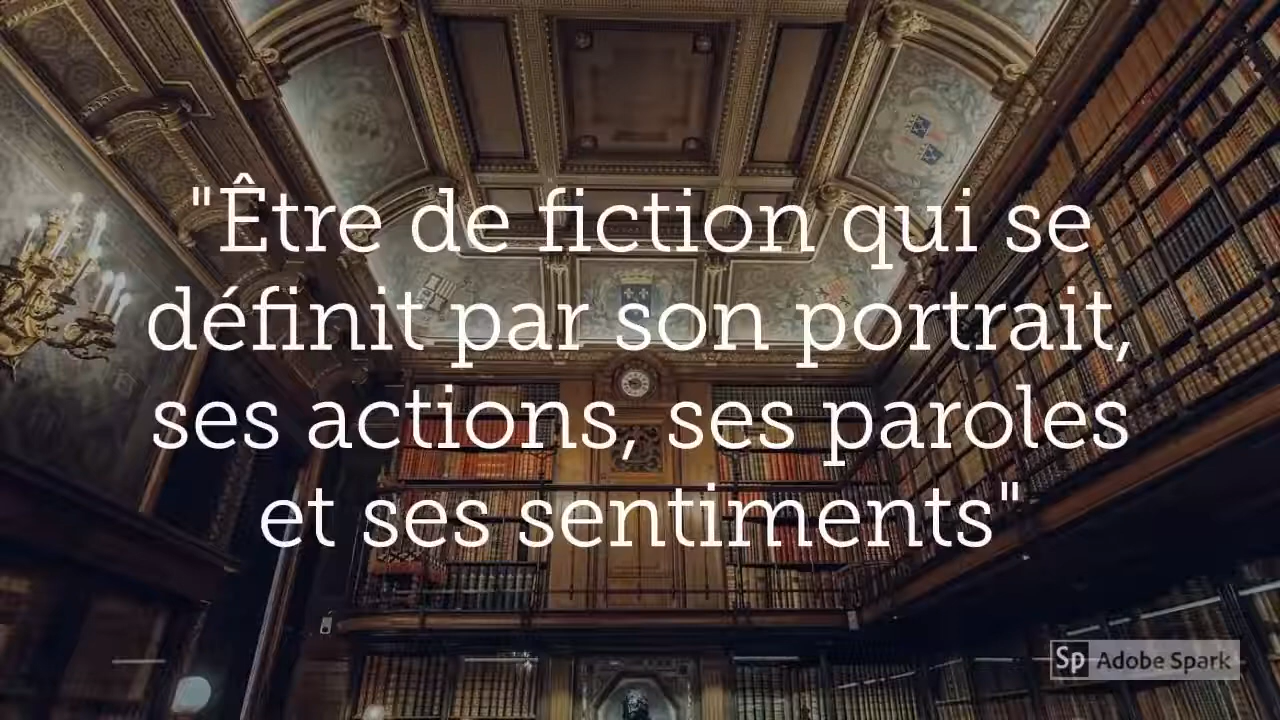 "Être de fiction qui se
définit par son portrait,
ses actions, ses paroles
et ses sentiments"
Sp Adobe Spark